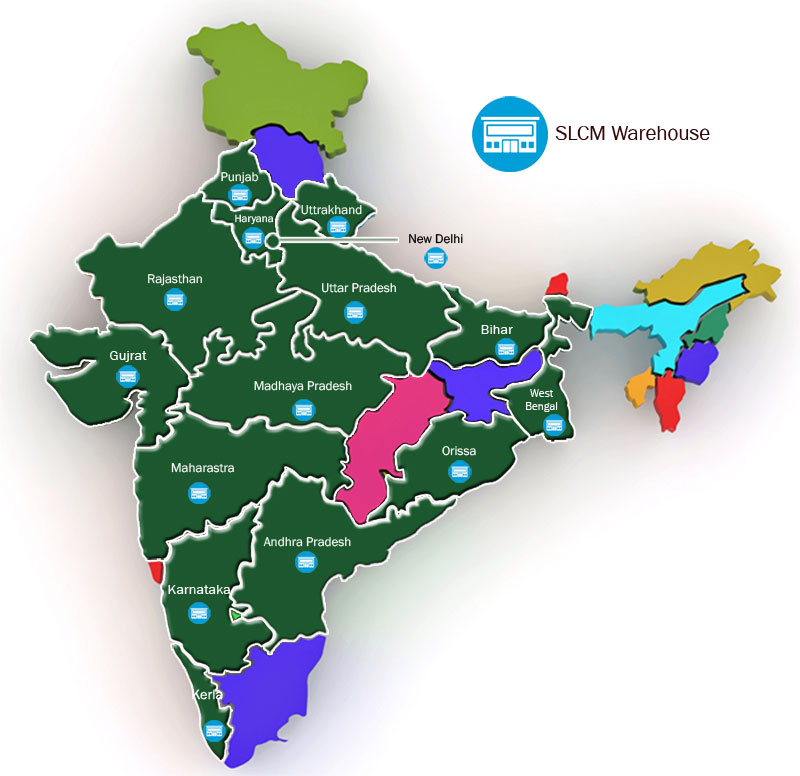 SLCM Warehouse
Punjab
Uttrakhand
Haryana
New Delhi
Rajasthan
Uttar Pradesh
Bihar
Gujrat
Madhaya Pradesh
West
Bengal
Orissa
Maharastra
Andhra Pradesh
Karnataka
Kerla